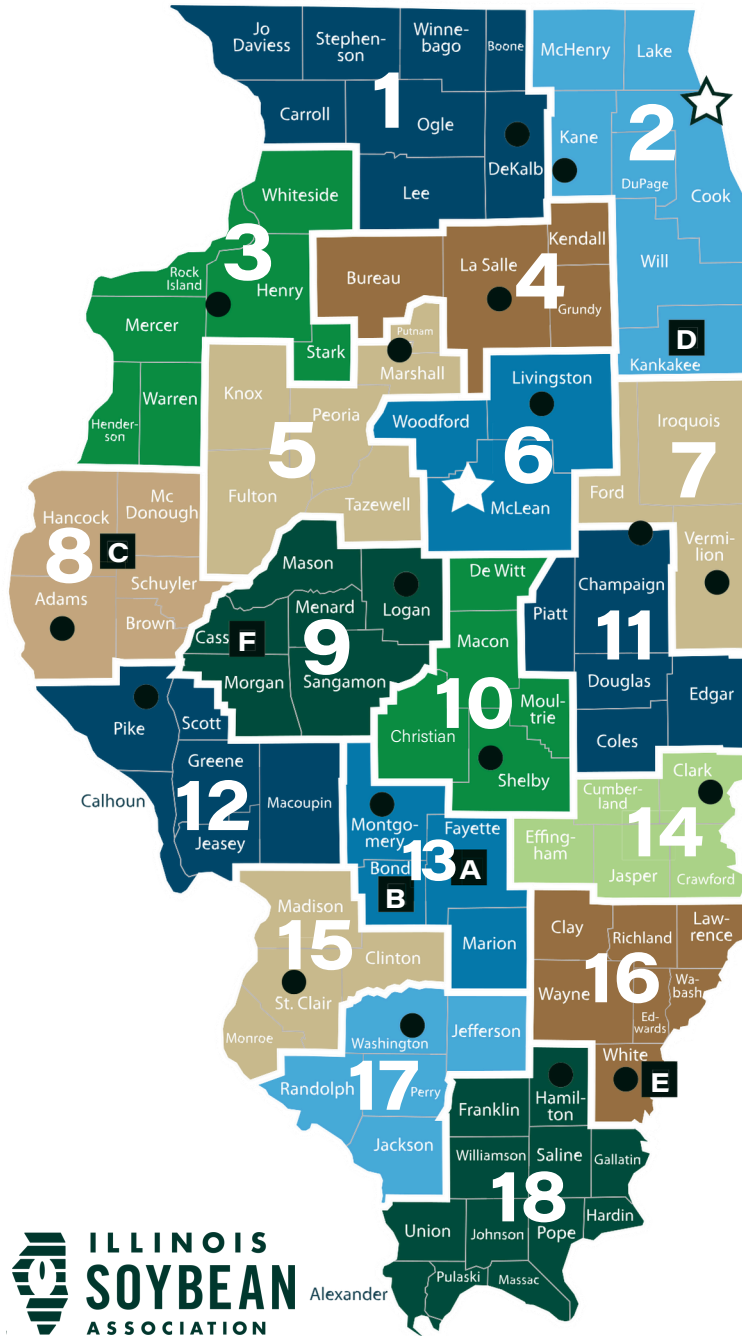 Jo
Daviess
Stephen-
son
Winne-
bago
Boone
McHenry
Lake
1
Carroll
Ogle
DeKalb
Lee
2
Kane
DuPage
Cook
Will
D
Kankakee
Whiteside
3
Rock
Island
Henry
Mercer
Stark
Warren
Hender-
son
Bureau
La Salle
4
Kendall
Grundy
Putnam
Marshall
Knox
Peoria
5
Fulton
Tazewell
Livingston
Woodford
6
McLean
Iroquois
7
Ford
Vermi-
lion
Hancock
Mc
Donough
8
C
Schuyler
Adams
Brown
Mason
Menard
Logan
Cass
F
9
Morgan
Sangamon
De Witt
Macon
10
Moul-
trie
Christian
Shelby
Champaign
Piatt
11
Douglas
Edgar
Coles
Pike
Scott
Greene
12
Calhoun
Macoupin
Jeasey
Montgo-
mery
Fayette
13
A
Bond
B
Marion
Clark
Cumber-
land
14
Effing-
ham
Jasper
Crawford
Madison
15
Clinton
St. Clair
Monroe
Clay
Richland
Law-
rence
16
Wayne
Wa-
bash
Ed-
wards
White
E
Washington
Jefferson
17
Randolph
Perry
Jackson
Franklin
Hamil-
ton
Williamson
Saline
Gallatin
18
Union
Johnson
Pope
Hardin
Alexander
Pulaski
Massac
ILLINOIS
SOYBEAN
ASSOCIATION